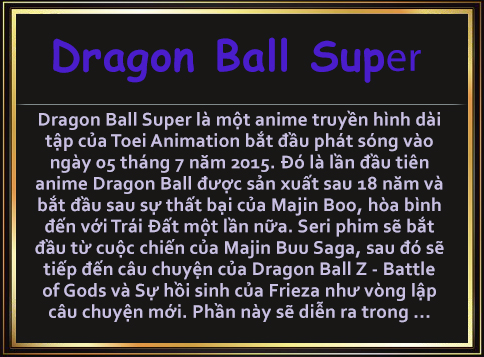 Dragon Ball Super
Dragon Ball Super là một anime truyền hình dài
tập của Toei Animation bắt đầu phát sóng vào
ngày 05 tháng 7 năm 2015. Đó là lần đầu tiên
anime Dragon Ball được sản xuất sau 18 năm và
bắt đầu sau sự thất bại của Majin Boo, hòa bình
đến với Trái Đất một lần nữa. Seri phim sẽ bắt
đầu từ cuộc chiến của Majin Buu Saga, sau đó sẽ
tiếp đến câu chuyện của Dragon Ball Z - Battle
of Gods và Sự hồi sinh của Frieza như vòng lặp
câu chuyện mới. Phần này sẽ diễn ra trong ...